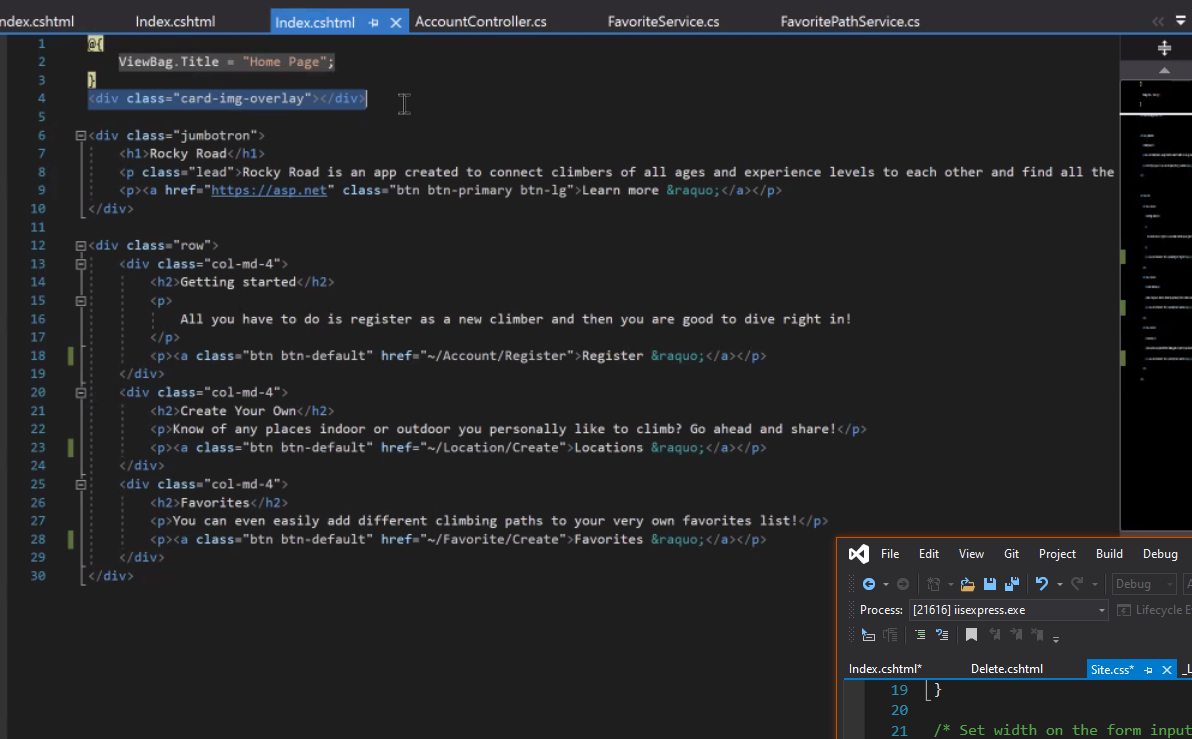 ndex.cshtml Index.cshtml Index.cshtml AccountController.cs FavoriteService.cs FavoritePathService.cs
1 @{
2 ViewBag.Title = "Home Page";
3 }
4 <div class="card-img-overlay"></div>
5
6 <div class="jumbotron">
7 <h1>Rocky Road</h1>
8 <p class="lead">Rocky Road is an app created to connect climbers of all ages and experience levels to each other and find all the
9 <p><a href="https://asp.net" class="btn btn-primary btn-lg">Learn more &raquo;</a></p>
10 </div>
11
12 <div class="row">
13 <div class="col-md-4">
14 <h2>Getting started</h2>
15 <p>
16 All you have to do is register as a new climber and then you are good to dive right in!
17 </p>
18 <p><a class="btn btn-default" href="~/Account/Register">Register &raquo;</a></p>
19 </div>
20 <div class="col-md-4">
21 <h2>Create Your Own</h2>
22 <p>Know of any places indoor or outdoor you personally like to climb? Go ahead and share!</p>
23 <p><a class="btn btn-default" href="~/Location/Create">Locations &raquo;</a></p>
24 </div>
25 <div class="col-md-4">
26 <h2>Favorites</h2>
27 <p>You can even easily add different climbing paths to your very own favorites list!</p>
28 <p><a class="btn btn-default" href="~/Favorite/Create">Favorites &raquo;</a></p>
29 </div>
30 </div>
File Edit View Git Project Build Debug
Debug
Process: [21616] iisexpress.exe Lifecycle E
Index.cshtml* Delete.cshtml Site.css* _L
19 }
20
21 /* Set width on the form input